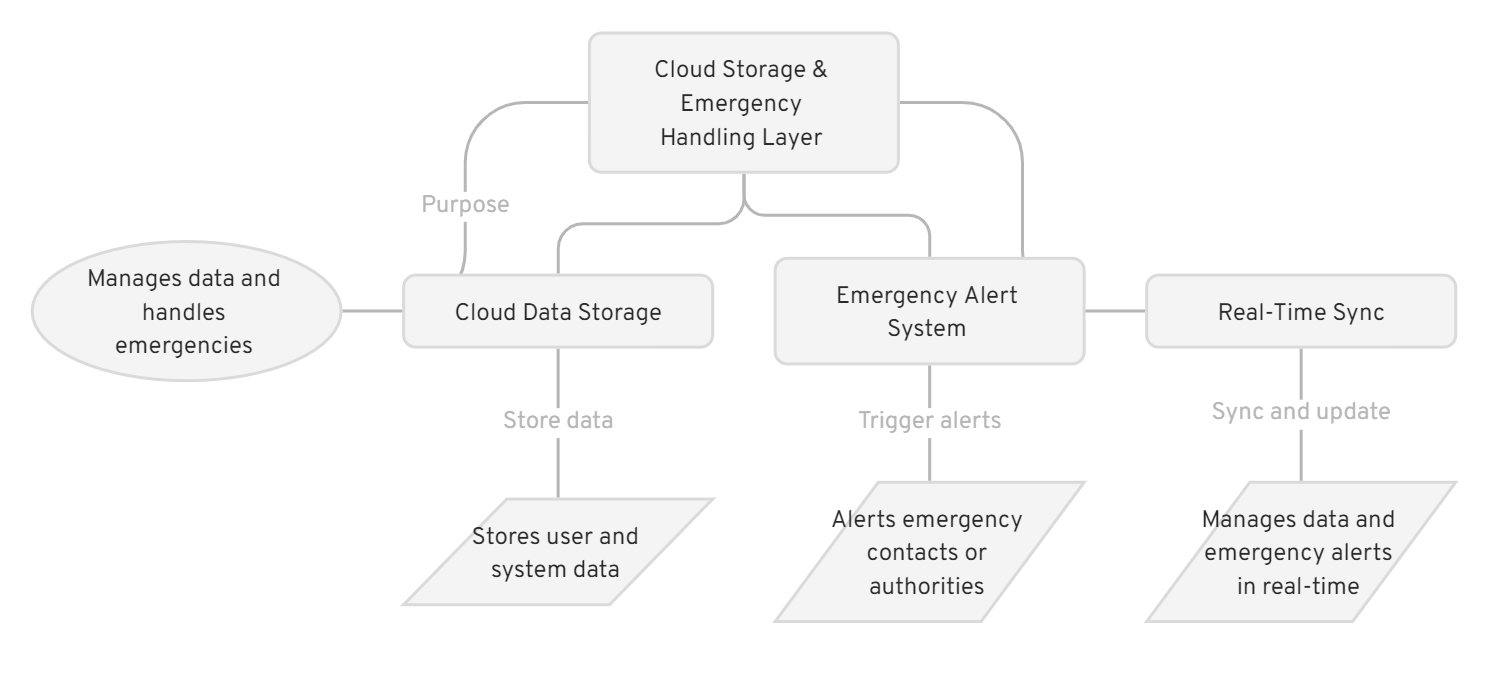 Cloud Storage &
Emergency
Handling Layer
Purpose
Manages data and
handles
emergencies
Cloud Data Storage
Emergency Alert
System
Real-Time Sync
Store data
Trigger alerts
Sync and update
Stores user and
system data
Alerts emergency
contacts or
authorities
Manages data and
emergency alerts
in real-time